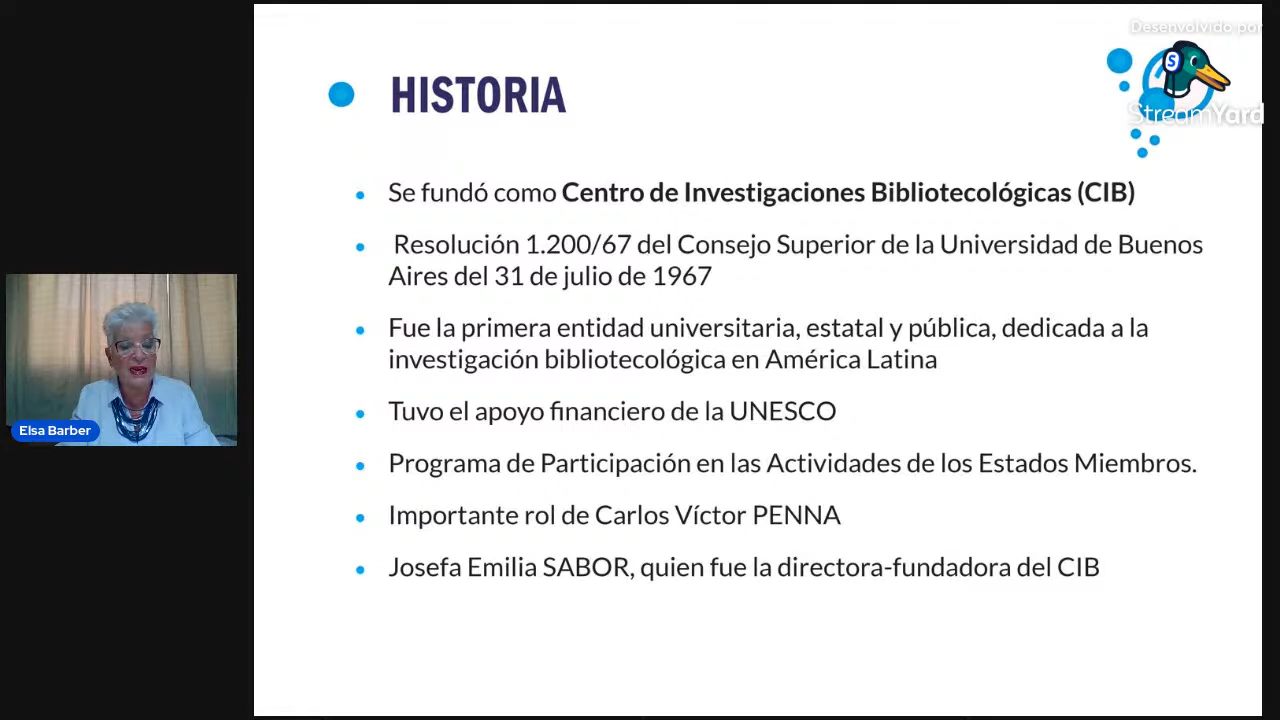 Desenvolvido por
StreamYard
HISTORIA
Se fundó como Centro de Investigaciones Bibliotecológicas (CIB)
Resolución 1.200/67 del Consejo Superior de la Universidad de Buenos
Aires del 31 de julio de 1967
Fue la primera entidad universitaria, estatal y pública, dedicada a la
investigación bibliotecológica en América Latina
Tuvo el apoyo financiero de la UNESCO
Programa de Participación en las Actividades de los Estados Miembros.
Importante rol de Carlos Víctor PENNA
Josefa Emilia SABOR, quien fue la directora-fundadora del CIB
Elsa Barber